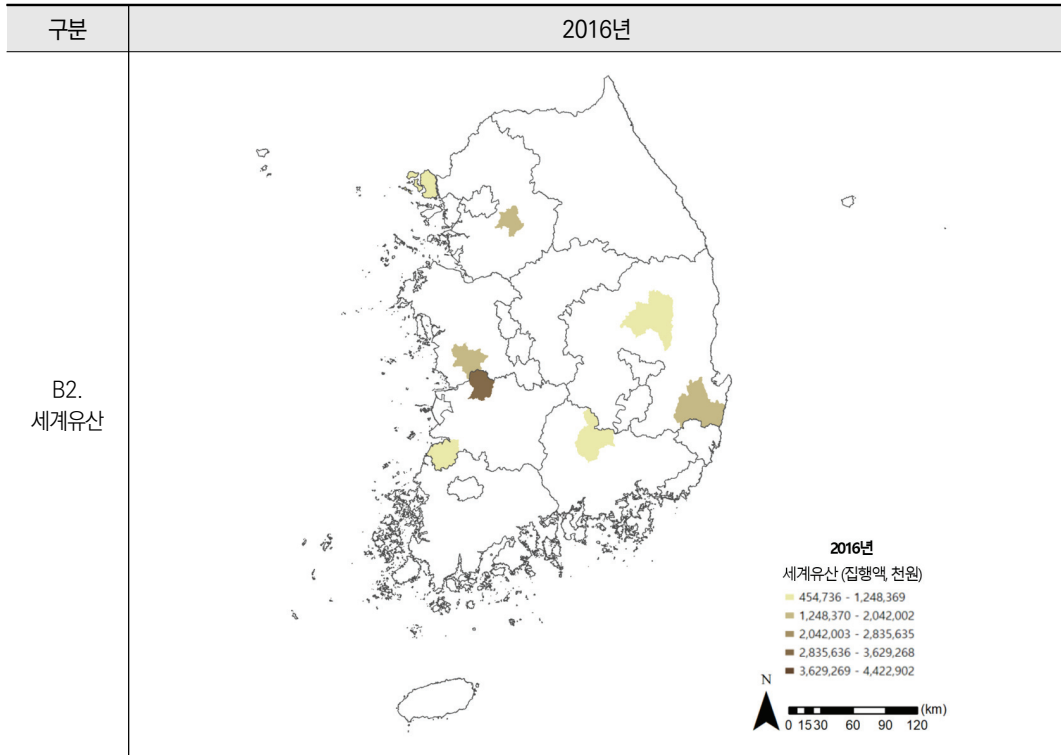 구분
2016년
B2.
세계유산
2016년
세계유산 (집행액, 천원)
454,736 - 1,248,369
1,248,370 - 2,042,002
2,042,003 - 2,835,635
2,835,636 - 3,629,268
3,629,269 - 4,422,902
N
(km)
0 1530 60 90 120